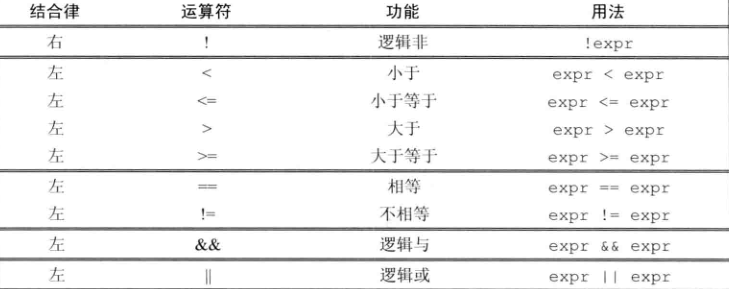 结合律 运算符 功能 用法
右 ! 逻辑非 !expr
左 < 小于 expr < expr
左 <= 小于等于 expr <= expr
左 > 大于 expr > expr
左 >= 大于等于 expr >= expr
左 == 相等 expr == expr
左 != 不相等 expr != expr
左 && 逻辑与 expr && expr
左 || 逻辑或 expr || expr